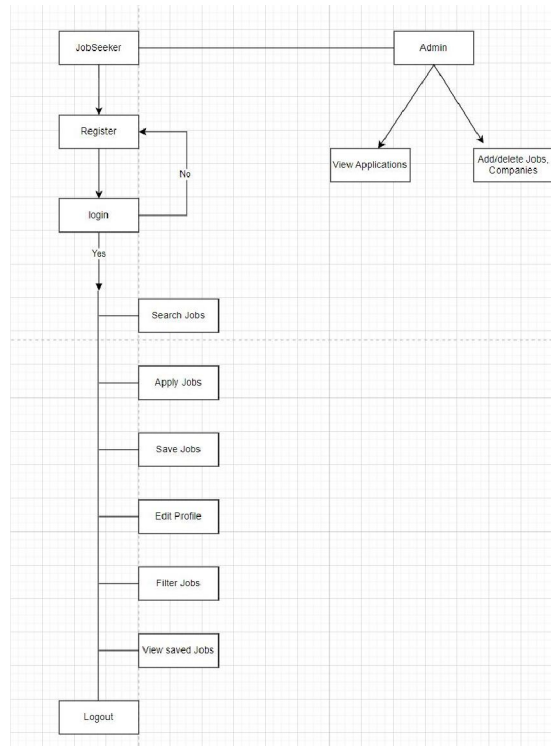 JobSeeker
Admin
Register
View Applications
Add/delete Jobs,
Companies
No
login
Yes
Search Jobs
Apply Jobs
Save Jobs
Edit Profile
Filter Jobs
View saved Jobs
Logout